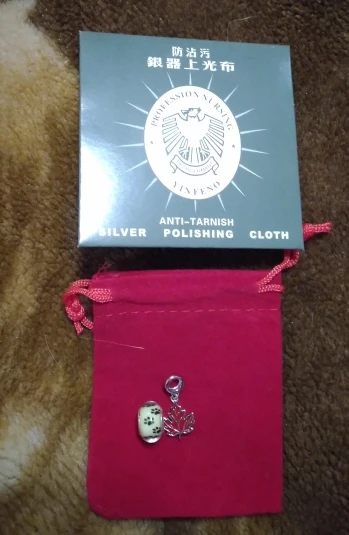 防沾污
銀器上光布
PROFESSION NURSING
YINFENG
ANTI-TARNISH
SILVER POLISHING CLOTH